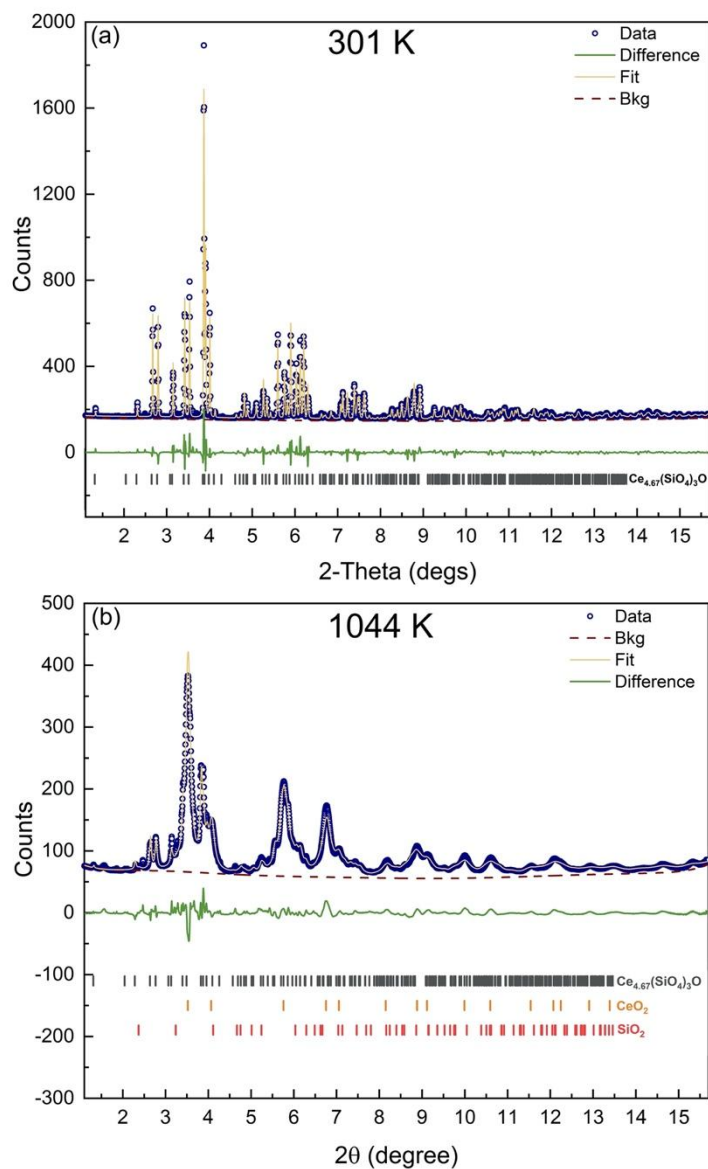 (a)
301 K
Data
Difference
Fit
Bkg
2000
1600
1200
800
400
0
Counts
Ce₄.₆₇(SiO₄)₃O
2 3 4 5 6 7 8 9 10 11 12 13 14 15
2-Theta (degs)
(b)
1044 K
Data
Bkg
Fit
Difference
500
400
300
200
100
0
-100
-200
-300
Counts
Ce₄.₆₇(SiO₄)₃O
CeO₂
SiO₂
2 3 4 5 6 7 8 9 10 11 12 13 14 15
2θ (degree)